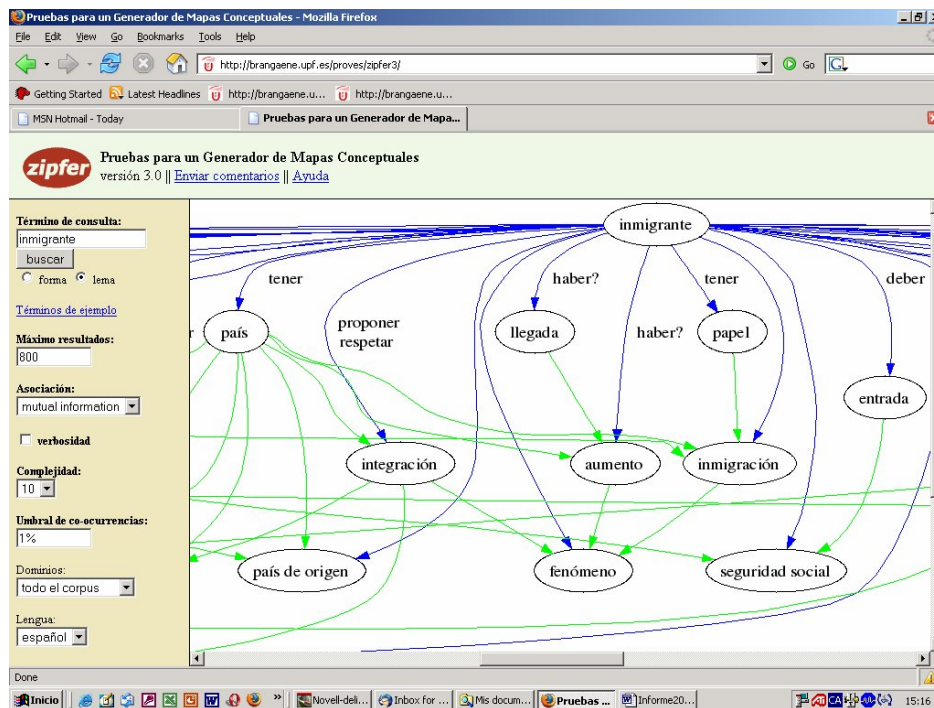 Pruebas para un Generador de Mapas Conceptuales - Mozilla Firefox
File Edit View Go Bookmarks Tools Help
http://brangaene.upf.es/proves/zipfer3/
Go
G
Getting Started Latest Headlines http://brangaene.u... http://brangaene.u...
MSN Hotmail - Today
Pruebas para un Generador de Mapa...
zipfer
Pruebas para un Generador de Mapas Conceptuales
versión 3.0 || Enviar comentarios || Ayuda
Término de consulta:
inmigrante
buscar
forma lema
Términos de ejemplo
Máximo resultados:
800
Asociación:
mutual information
verbosidad
Complejidad:
10
Umbral de co-ocurrencias:
1%
Dominios:
todo el corpus
Lengua:
español
inmigrante
tener
haber?
tener
deber
r
país
proponer
respetar
llegada
haber?
papel
entrada
integración
aumento
inmigración
país de origen
fenómeno
seguridad social
Done
Inicio
»
Novell-deli...
Inbox for ...
Mis docum...
Pruebas ...
Informe20...
CA
15:16